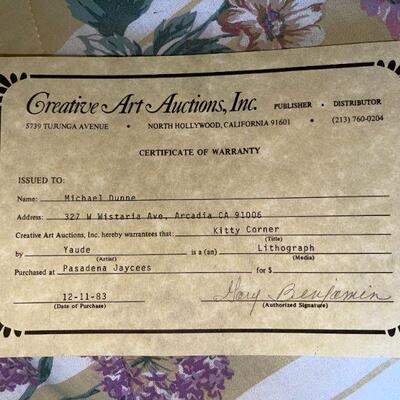 Creative Art Auctions, Inc. PUBLISHER • DISTRIBUTOR
5739 TUJUNGA AVENUE • NORTH HOLLYWOOD, CALIFORNIA 91601 • (213) 760-0204
CERTIFICATE OF WARRANTY
ISSUED TO:
Name: Michael Dunne
Address: 327 W Wistaria Ave, Arcadia CA 91006
Creative Art Auctions, Inc. hereby warrantees that: Kitty Corner
(Title)
by Yaude is a (an) Lithograph
(Artist) (Media)
Purchased at Pasadena Jaycees for $
12-11-83 Gary Benjamin
(Date of Purchase) (Authorized Signature)